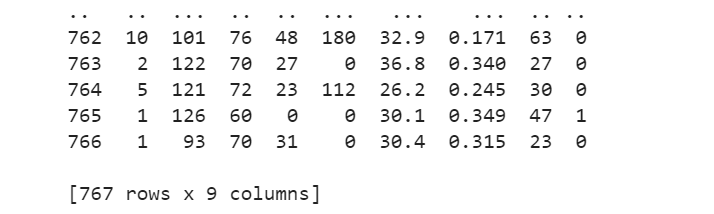 ..   ..  ...  ..  ..  ...   ...    ...  .. ..
762  10  101  76  48  180  32.9  0.171  63  0
763   2  122  70  27    0  36.8  0.340  27  0
764   5  121  72  23  112  26.2  0.245  30  0
765   1  126  60   0    0  30.1  0.349  47  1
766   1   93  70  31    0  30.4  0.315  23  0
[767 rows x 9 columns]